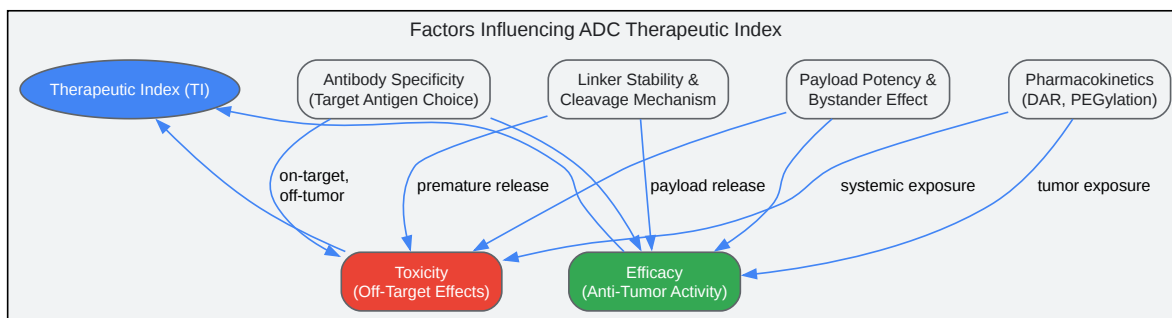 Factors Influencing ADC Therapeutic Index
Therapeutic Index (TI)
Antibody Specificity
(Target Antigen Choice)
Linker Stability &
Cleavage Mechanism
Payload Potency &
Bystander Effect
Pharmacokinetics
(DAR, PEGylation)
on-target,
off-tumor
premature release
payload release
systemic exposure
tumor exposure
Toxicity
(Off-Target Effects)
Efficacy
(Anti-Tumor Activity)